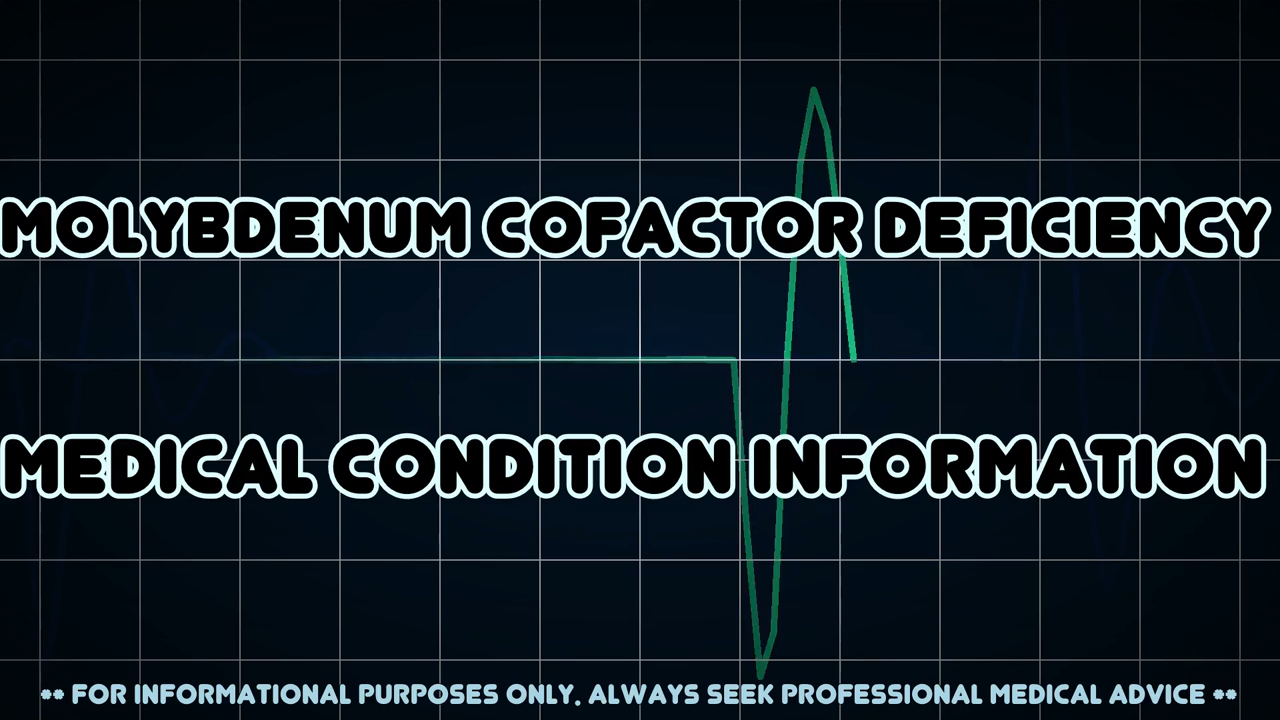 MOLYBDENUM COFACTOR DEFICIENCY
MEDICAL CONDITION INFORMATION
** FOR INFORMATIONAL PURPOSES ONLY. ALWAYS SEEK PROFESSIONAL MEDICAL ADVICE **